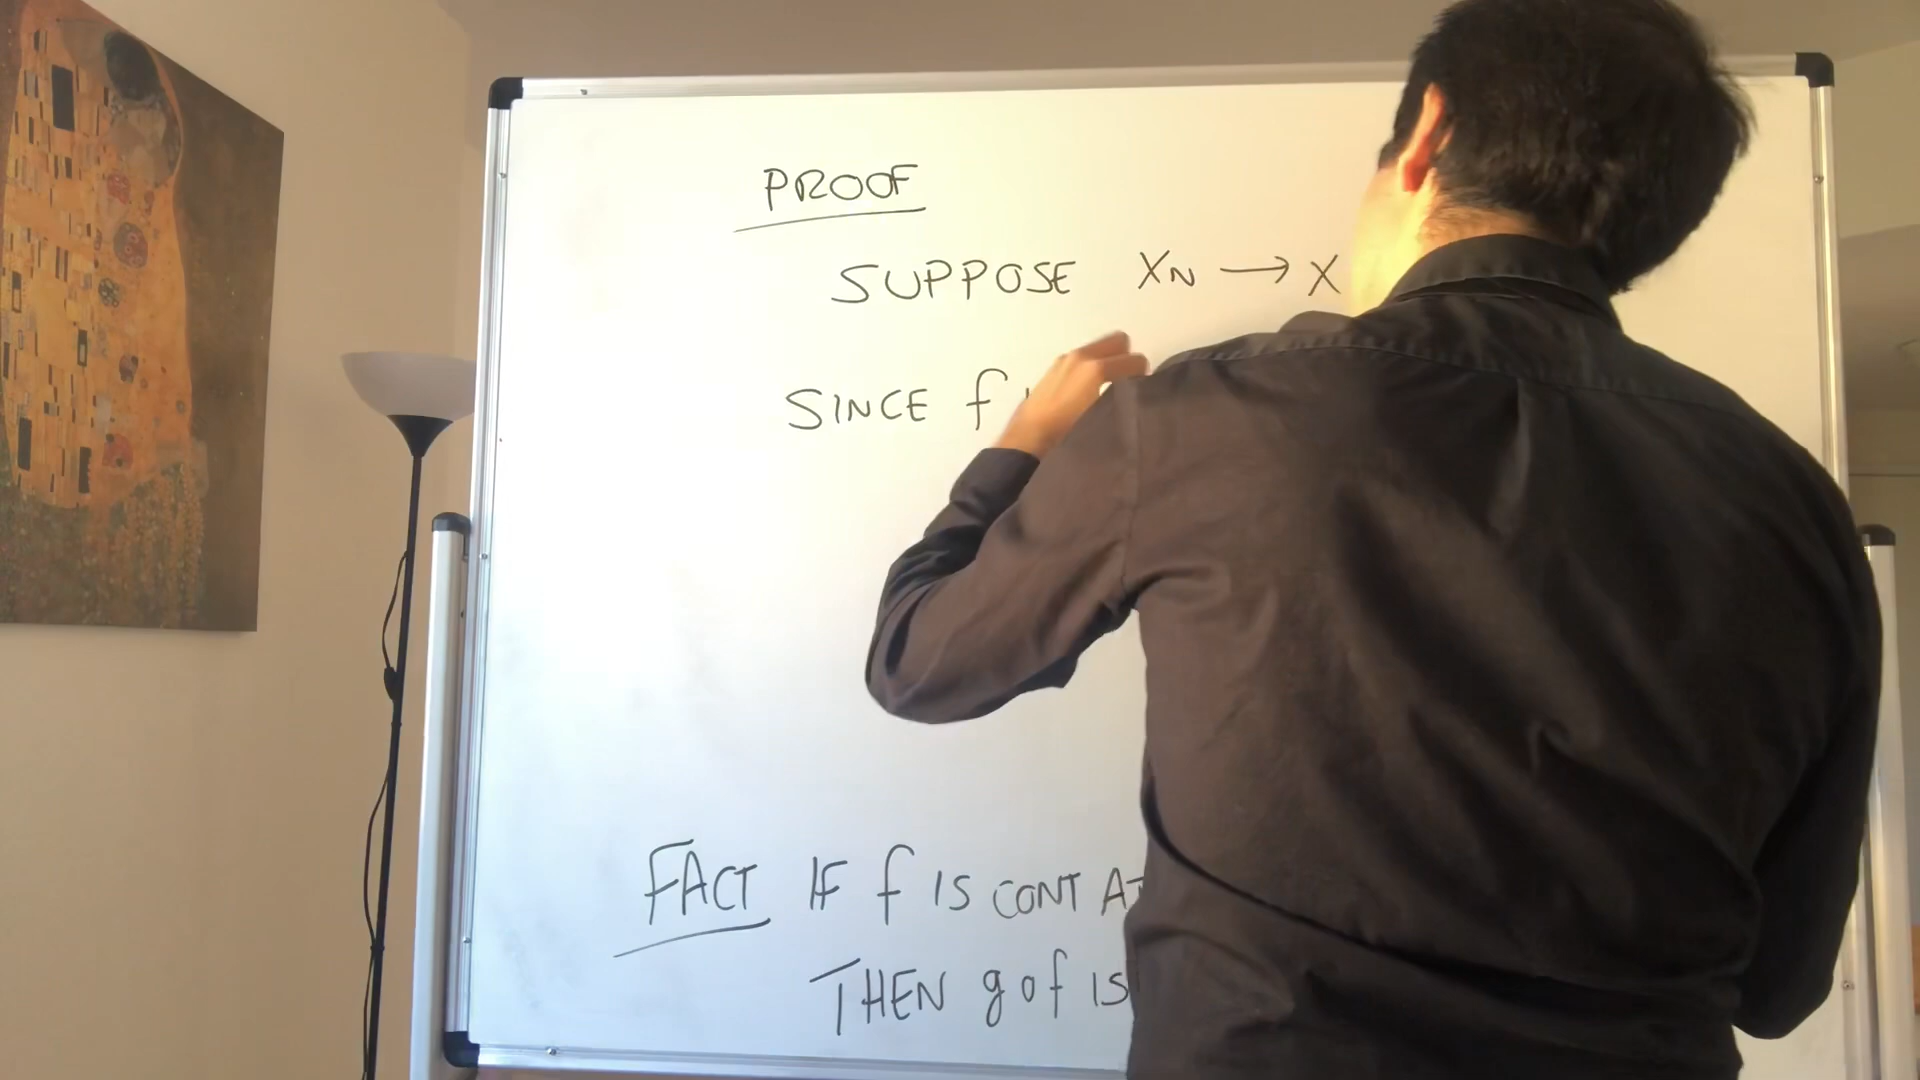 PROOF
SUPPOSE XN → X
SINCE f
FACT IF f IS CONT AT
THEN g o f IS